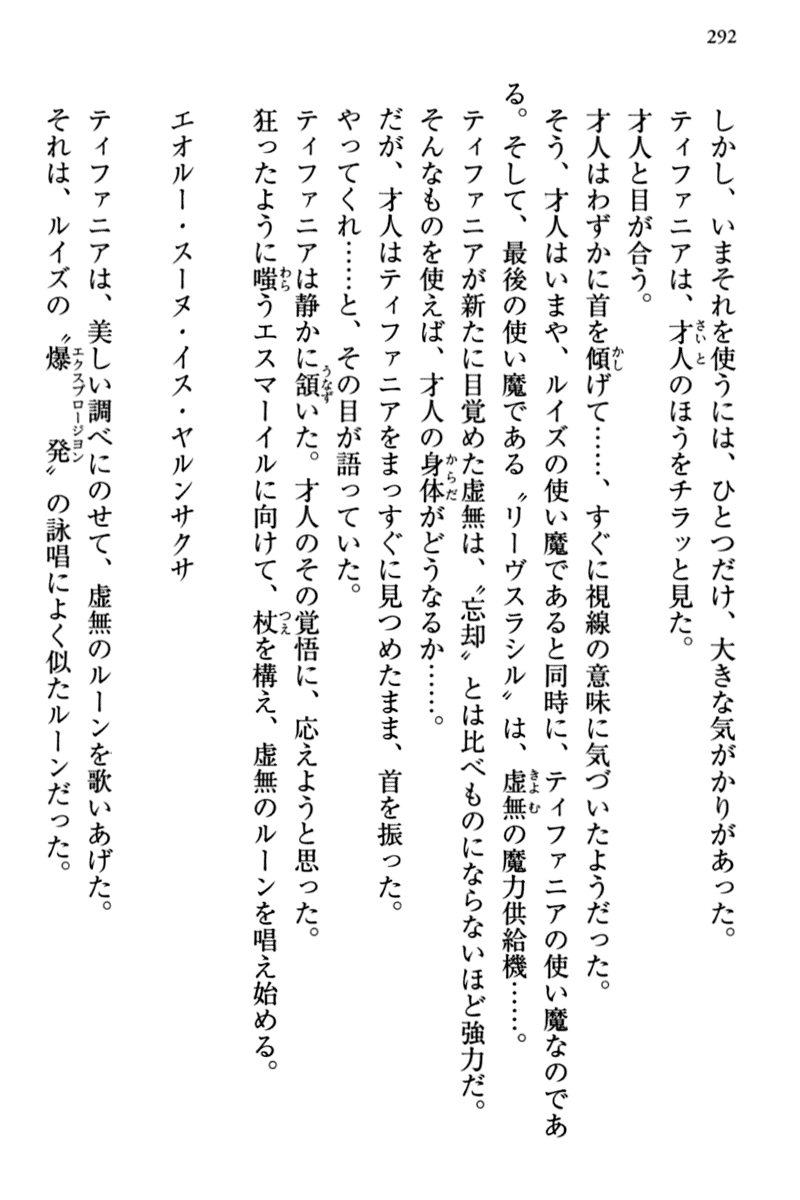 292
しかし、いまそれを使うには、ひとつだけ、大きな気がかりがあった。
ティファニアは、才人のほうをチラッと見た。
才人と目が合う。
才人はわずかに首を傾げて……、すぐに視線の意味に気づいたようだった。
そう、才人はいまや、ルイズの使い魔であると同時に、ティファニアの使い魔なのであ
る。そして、最後の使い魔である〝リーヴスラシル〟は、虚無の魔力供給機……。
ティファニアが新たに目覚めた虚無は、〝忘却〟とは比べものにならないほど強力だ。
そんなものを使えば、才人の身体がどうなるか……。
だが、才人はティファニアをまっすぐに見つめたまま、首を振った。
やってくれ……と、その目が語っていた。
ティファニアは静かに頷いた。才人のその覚悟に、応えようと思った。
狂ったように嗤うエスマーイルに向けて、杖を構え、虚無のルーンを唱え始める。
エオルー・スーヌ・イス・ヤルンサクサ
ティファニアは、美しい調べにのせて、虚無のルーンを歌いあげた。
それは、ルイズの〝爆発〟の詠唱によく似たルーンだった。